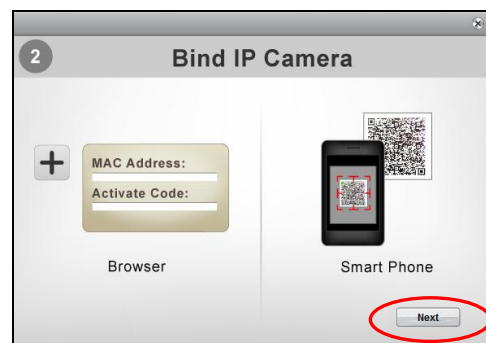 2
Bind IP Camera
MAC Address:
Activate Code:
Browser
Smart Phone
Next